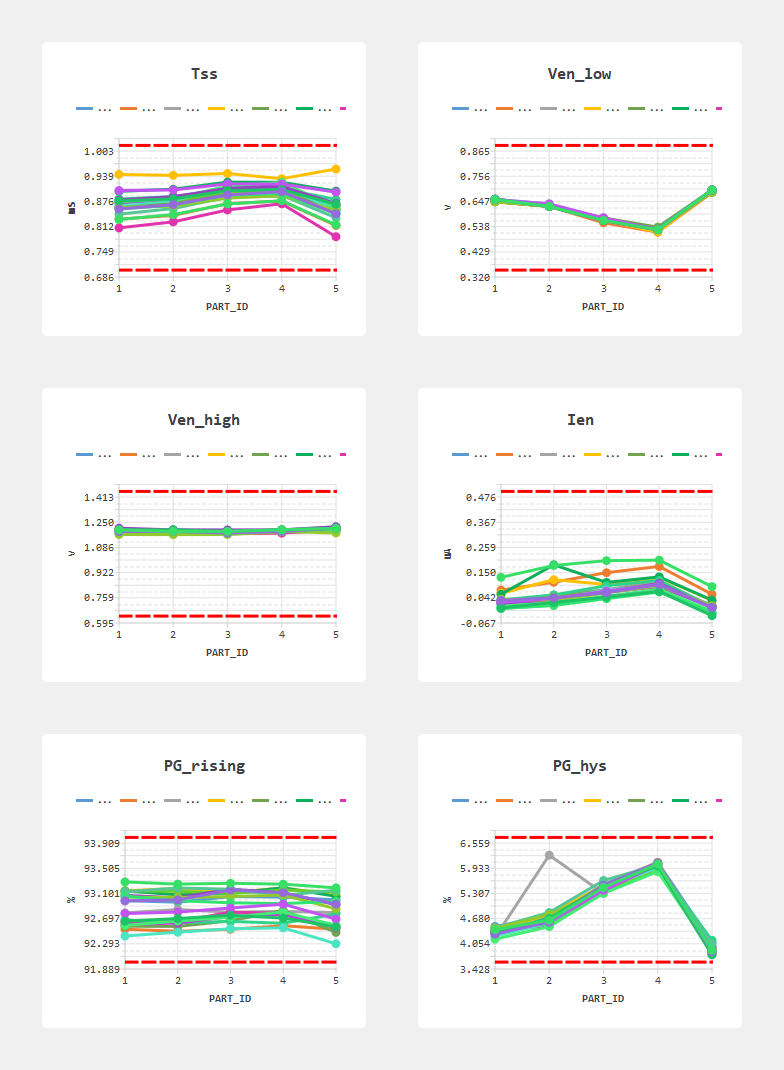 Tss
... ... ... ... ... ...
1.003
0.939
0.876
0.812
0.749
0.686
mS
1 2 3 4 5
PART_ID
Ven_low
... ... ... ... ... ...
0.865
0.756
0.647
0.538
0.429
0.320
V
1 2 3 4 5
PART_ID
Ven_high
... ... ... ... ... ...
1.413
1.250
1.086
0.922
0.759
0.595
V
1 2 3 4 5
PART_ID
Ien
... ... ... ... ... ...
0.476
0.367
0.259
0.150
0.042
-0.067
uA
1 2 3 4 5
PART_ID
PG_rising
... ... ... ... ... ...
93.909
93.505
93.101
92.697
92.293
91.889
%
1 2 3 4 5
PART_ID
PG_hys
... ... ... ... ... ...
6.559
5.933
5.307
4.680
4.054
3.428
%
1 2 3 4 5
PART_ID